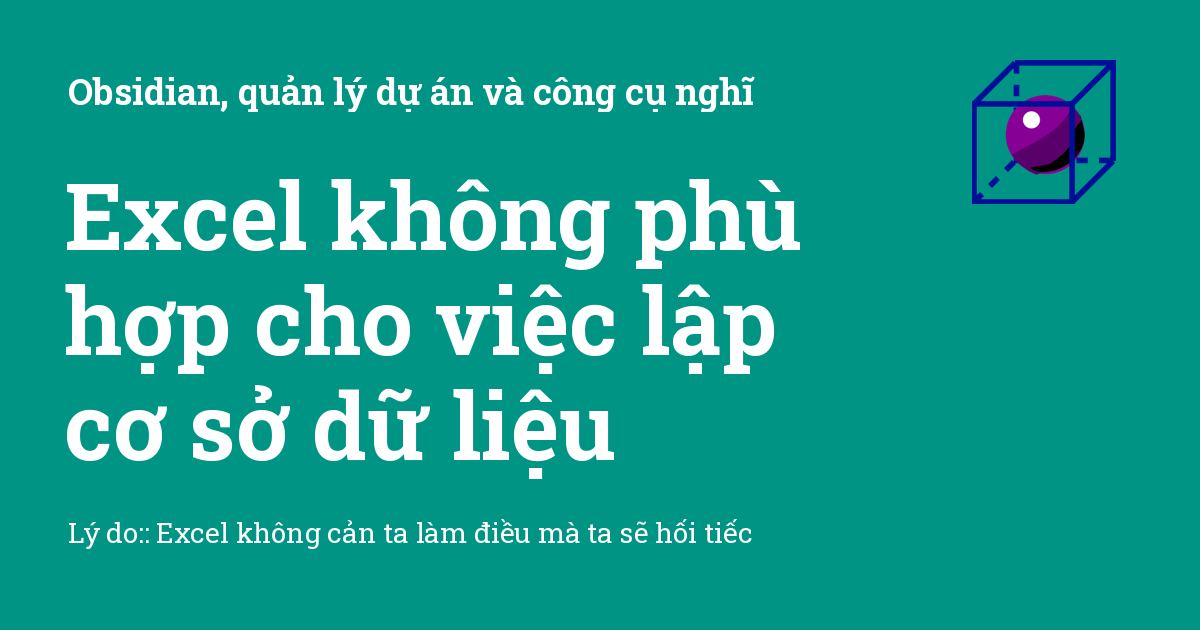 Obsidian, quản lý dự án và công cụ nghĩ
Excel không phù
hợp cho việc lập
cơ sở dữ liệu
Lý do:: Excel không cản ta làm điều mà ta sẽ hối tiếc